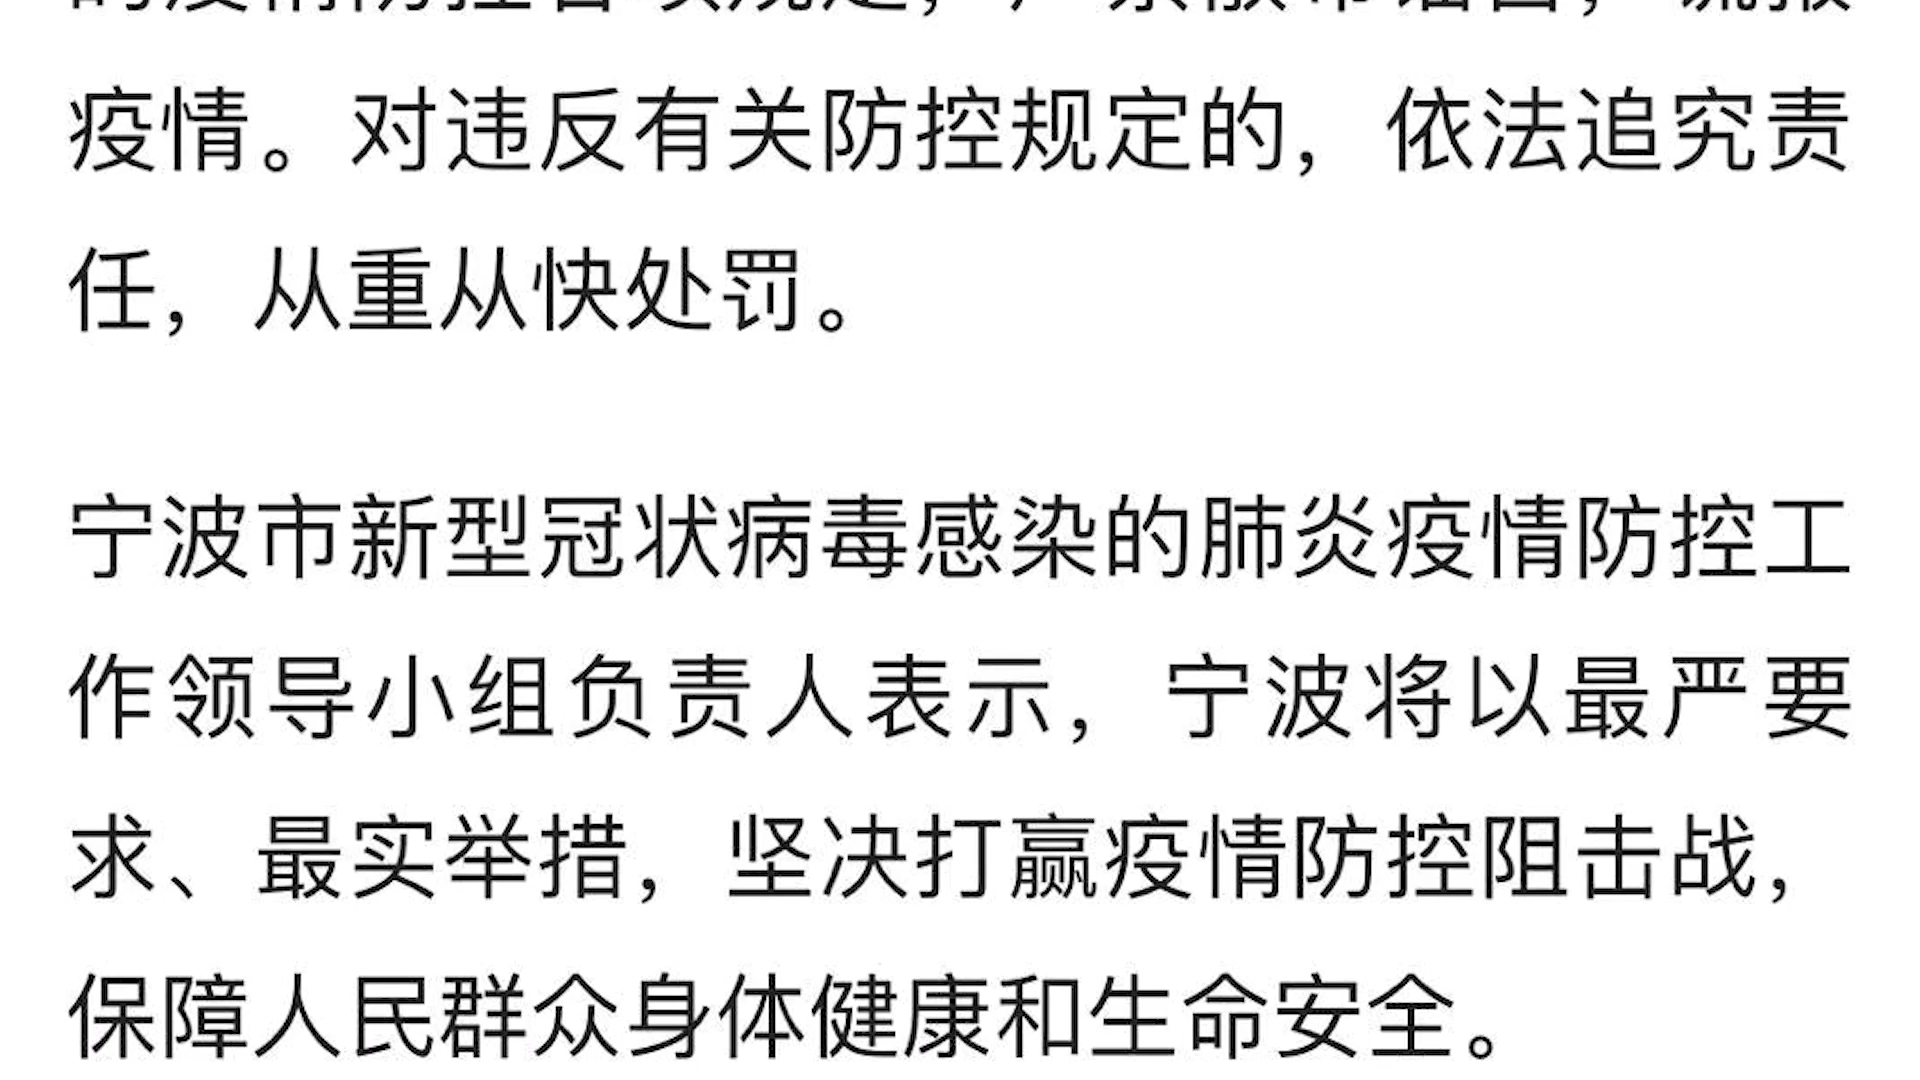 疫情。对违反有关防控规定的，依法追究责
任，从重从快处罚。
宁波市新型冠状病毒感染的肺炎疫情防控工
作领导小组负责人表示，宁波将以最严要
求、最实举措，坚决打赢疫情防控阻击战，
保障人民群众身体健康和生命安全。